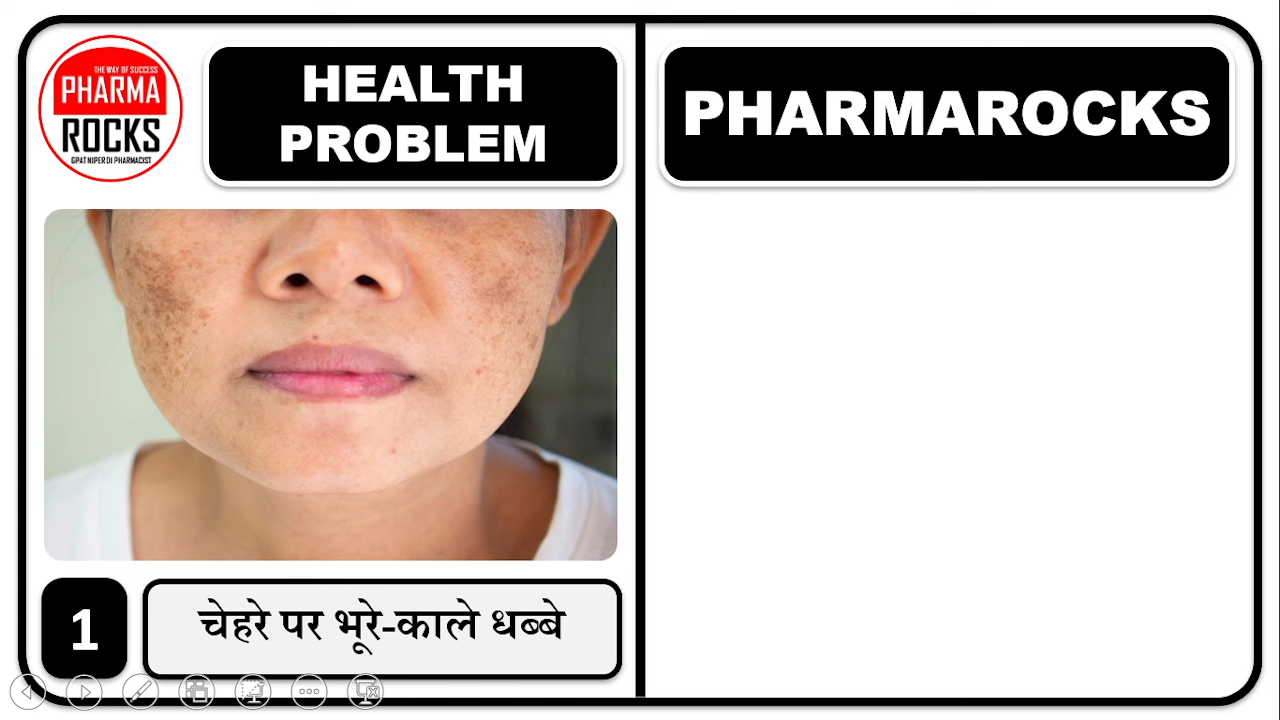 THE WAY OF SUCCESS
PHARMA
ROCKS
GPAT NIPER DI PHARMACIST
HEALTH
PROBLEM
PHARMAROCKS
1
चेहरे पर भूरे-काले धब्बे